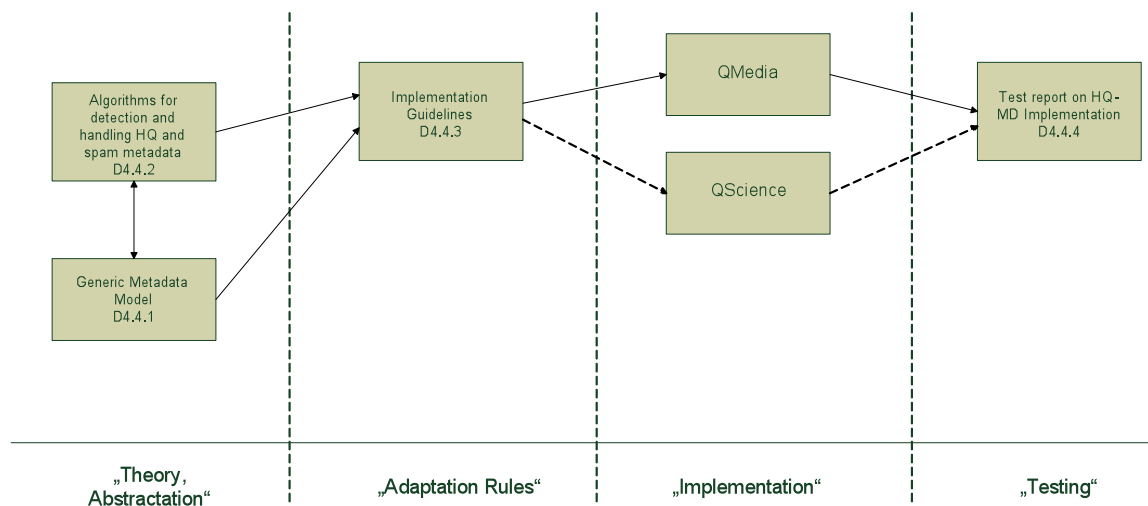 Algorithms for
detection and
handling HQ and
spam metadata
D4.4.2
Generic Metadata
Model
D4.4.1
Implementation
Guidelines
D4.4.3
QMedia
QScience
Test report on HQ-
MD Implementation
D4.4.4
„Theory,
Abstractation“
„Adaptation Rules“
„Implementation“
„Testing“